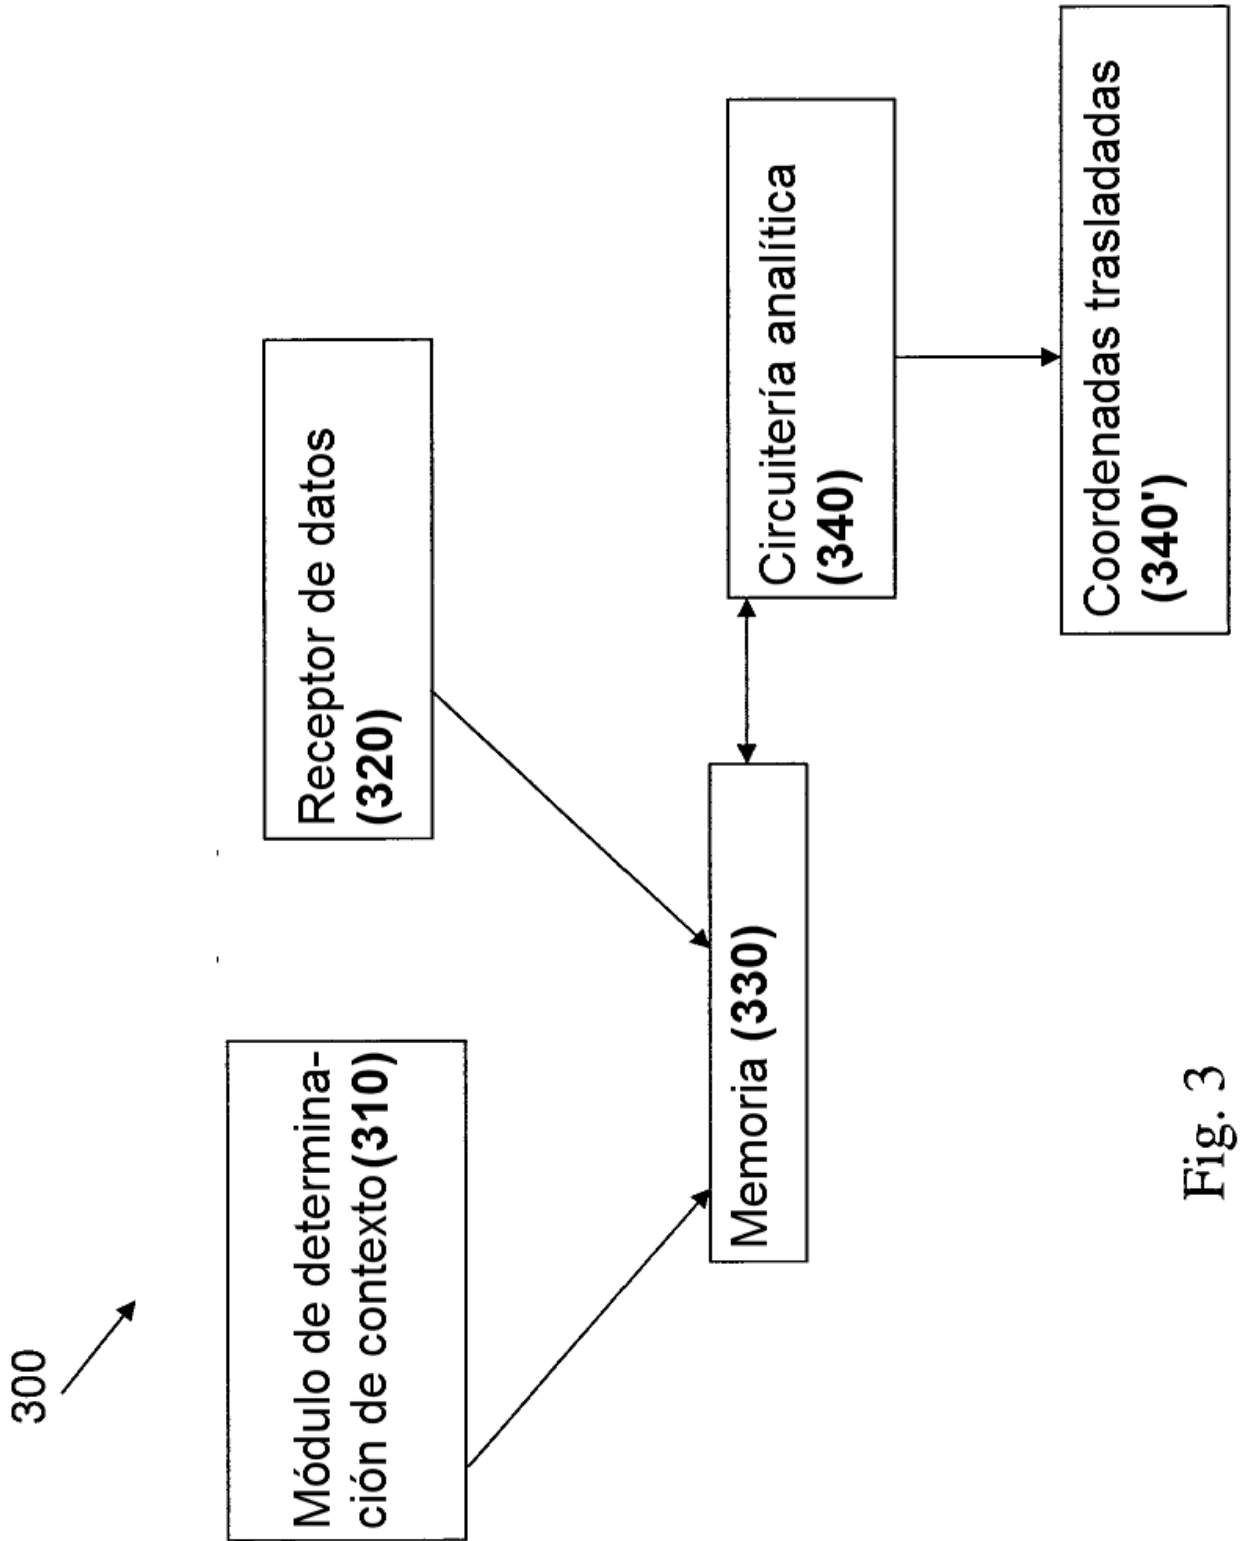 300
Módulo de determina-
ción de contexto(310)
Receptor de datos
(320)
Memoria (330)
Circuitería analítica
(340)
Coordenadas trasladadas
(340')
Fig. 3